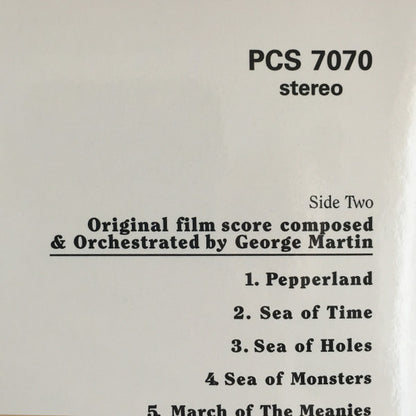 PCS 7070
stereo
Side Two
Original film score composed
& Orchestrated by George Martin
1. Pepperland
2. Sea of Time
3. Sea of Holes
4. Sea of Monsters
5. March of The Meanies